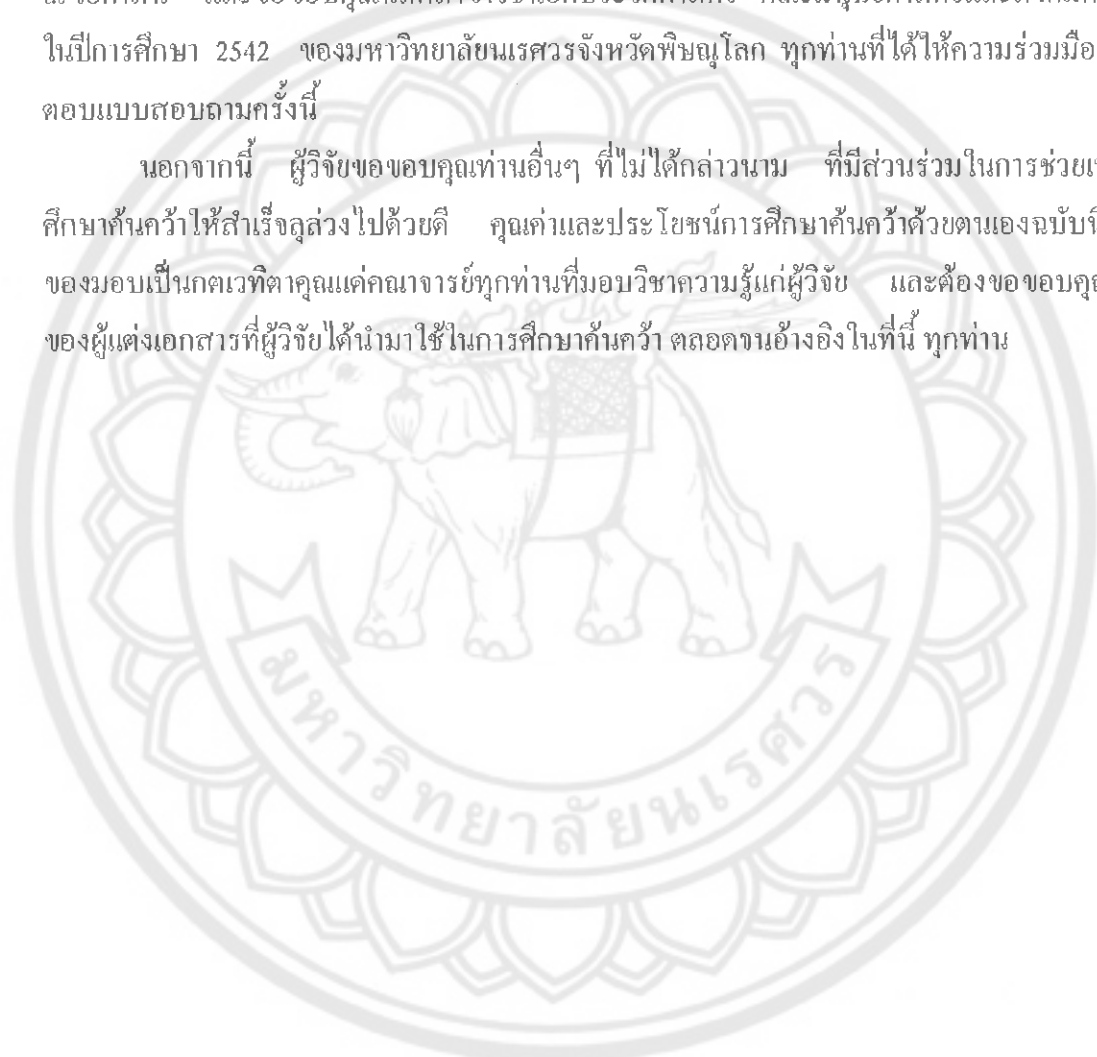 ในปีการศึกษา 2542 ของมหาวิทยาลัยนเรศวรจังหวัดพิษณุโลก ทุกท่านที่ได้ให้ความร่วมมือ
ตอบแบบสอบถามครั้งนี้
นอกจากนี้ ผู้วิจัยขอขอบคุณท่านอื่นๆ ที่ไม่ได้กล่าวนาม ที่มีส่วนร่วมในการช่วย
ศึกษาค้นคว้าให้สำเร็จลุล่วงไปด้วยดี คุณค่าและประโยชน์การศึกษาค้นคว้าด้วยตนเองฉบับ
ของมอบเป็นกตเวทิตาคุณแด่คณาจารย์ทุกท่านที่มอบวิชาความรู้แก่ผู้วิจัย และต้องขอขอบคุณ
ของผู้แต่งเอกสารที่ผู้วิจัยได้นำมาใช้ในการศึกษาค้นคว้า ตลอดจนอ้างอิงในที่นี้ ทุกท่าน
มหาวิทยาลัยนเรศวร